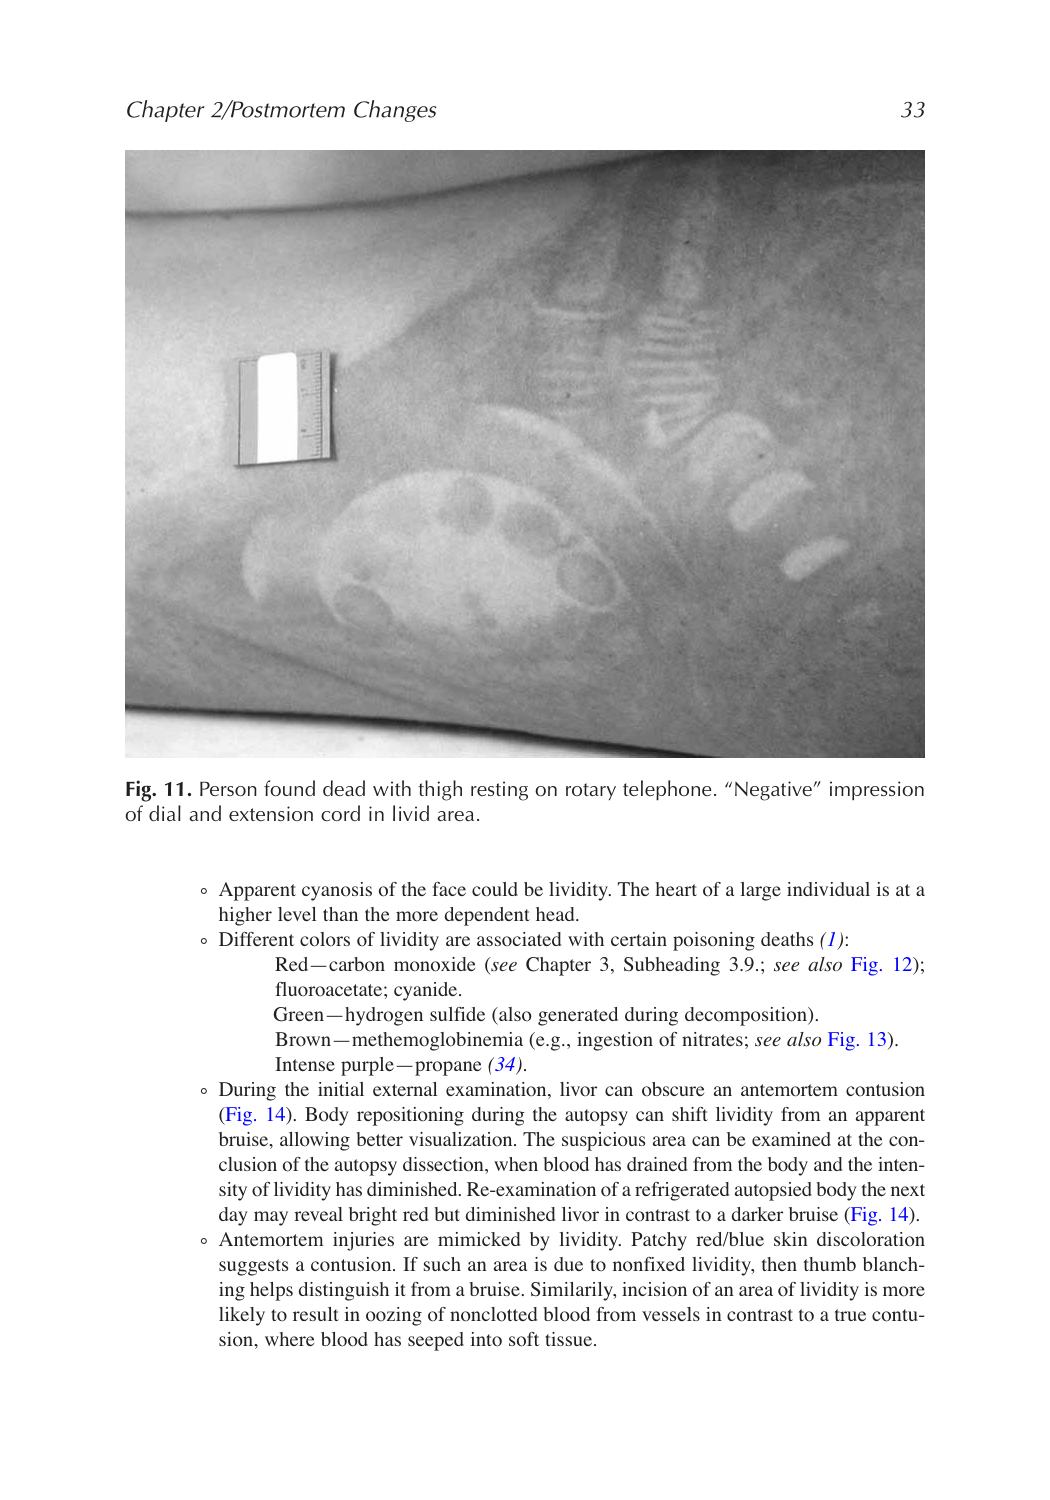 Chapter 2/Postmortem Changes 33
Fig. 11. Person found dead with thigh resting on rotary telephone. “Negative” impression
of dial and extension cord in livid area.
◦ Apparent cyanosis of the face could be lividity. The heart of a large individual is at a
higher level than the more dependent head.
◦ Different colors of lividity are associated with certain poisoning deaths (1):
Red—carbon monoxide (see Chapter 3, Subheading 3.9.; see also Fig. 12);
fluoroacetate; cyanide.
Green—hydrogen sulfide (also generated during decomposition).
Brown—methemoglobinemia (e.g., ingestion of nitrates; see also Fig. 13).
Intense purple—propane (34).
◦ During the initial external examination, livor can obscure an antemortem contusion
(Fig. 14). Body repositioning during the autopsy can shift lividity from an apparent
bruise, allowing better visualization. The suspicious area can be examined at the con-
clusion of the autopsy dissection, when blood has drained from the body and the inten-
sity of lividity has diminished. Re-examination of a refrigerated autopsied body the next
day may reveal bright red but diminished livor in contrast to a darker bruise (Fig. 14).
◦ Antemortem injuries are mimicked by lividity. Patchy red/blue skin discoloration
suggests a contusion. If such an area is due to nonfixed lividity, then thumb blanch-
ing helps distinguish it from a bruise. Similarily, incision of an area of lividity is more
likely to result in oozing of nonclotted blood from vessels in contrast to a true contu-
sion, where blood has seeped into soft tissue.